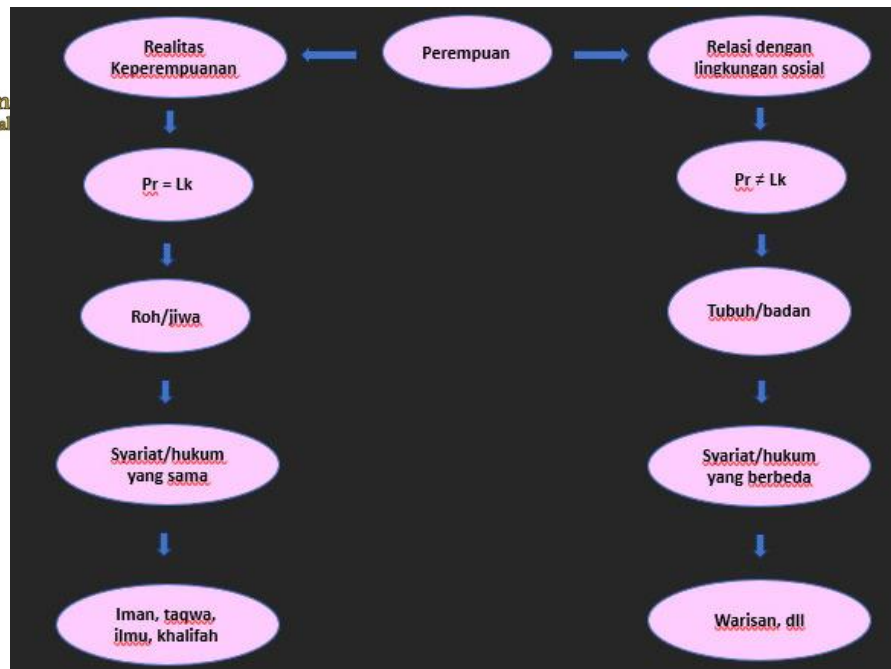 Realitas
Keperempuanan
Perempuan
Relasi dengan
lingkungan sosial
Pr = Lk
Pr ≠ Lk
Roh/jiwa
Tubuh/badan
Syariat/hukum
yang sama
Syariat/hukum
yang berbeda
Iman, taqwa,
ilmu, khalifah
Warisan, dll